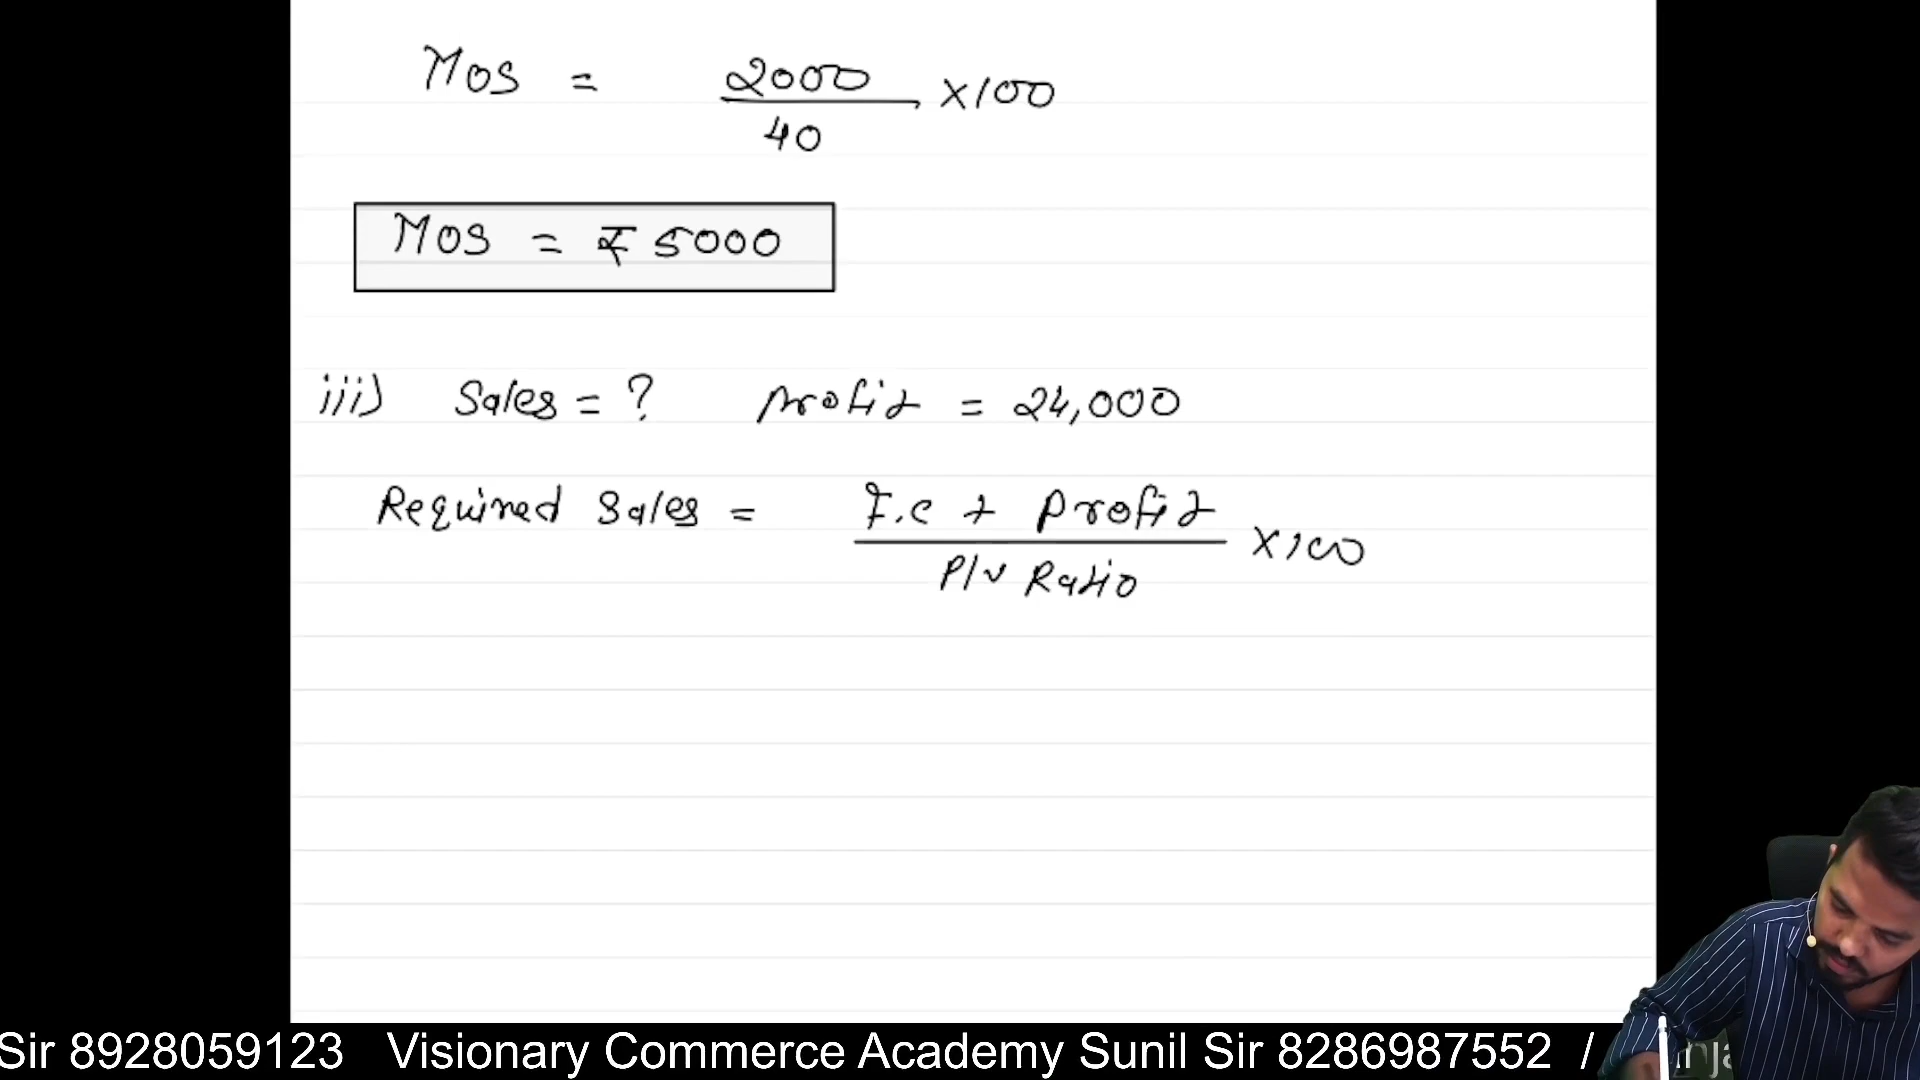 MOS = 2000 / 40 ×100
MOS = ₹ 5000
iii) Sales = ? Profit = 24,000
Required Sales = F.C + Profit / P/V Ratio ×100
Sir 8928059123 Visionary Commerce Academy Sunil Sir 8286987552 /